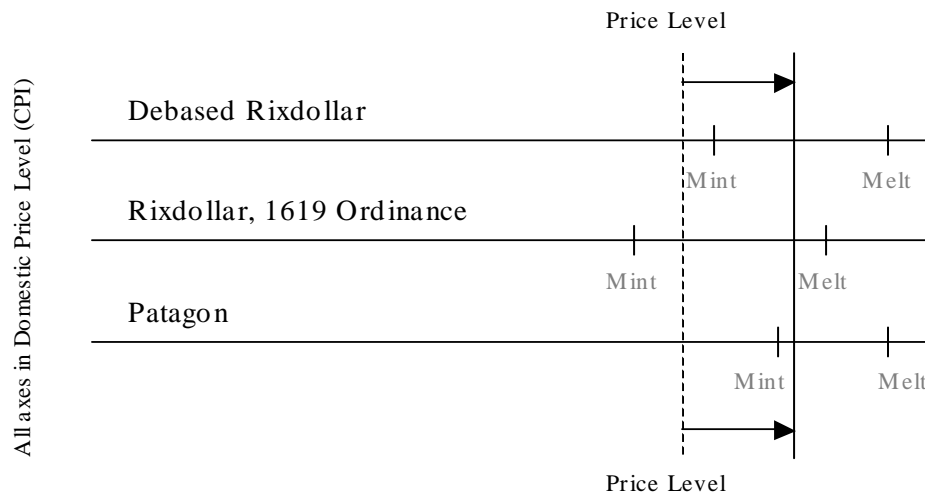 Price Level
All axes in Domestic Price Level (CPI)
Debased Rixdollar
Mint
Melt
Rixdollar, 1619 Ordinance
Mint
Melt
Patagon
Mint
Melt
Price Level